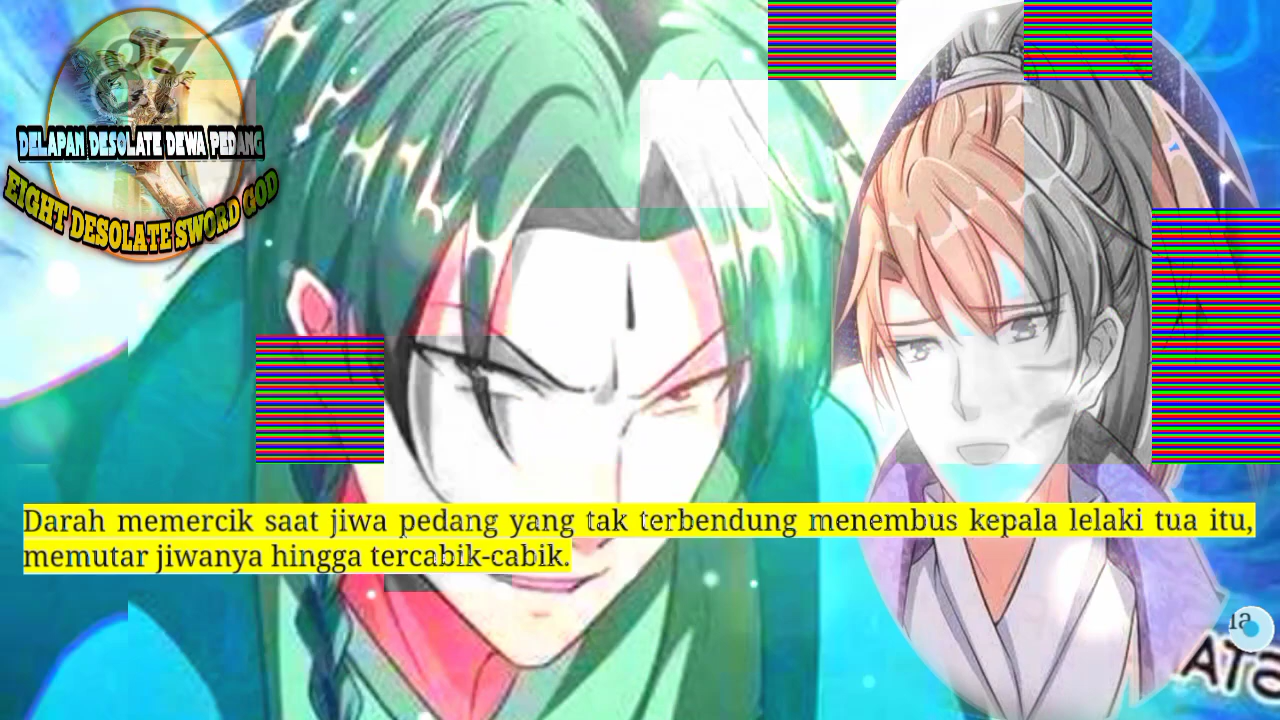 87
DELAPAN DESOLATE DEWA PEDANG
EIGHT DESOLATE SWORD GOD
Darah memercik saat jiwa pedang yang tak terbendung menembus kepala lelaki tua itu,
memutar jiwanya hingga tercabik-cabik.